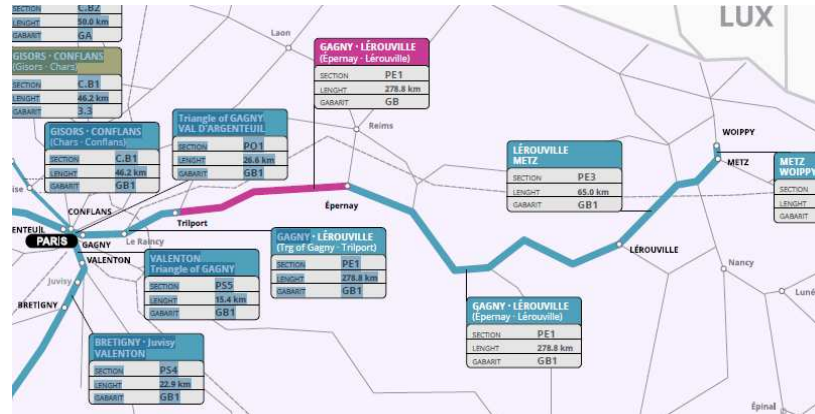 SECTION C.B2
LENGHT 50.0 km
GABARIT GA
LUX
Laon
GISORS · CONFLANS
(Gisors · Chars)
SECTION C.B1
LENGHT 46.2 km
GABARIT 3.3
GAGNY · LÉROUVILLE
(Épernay · Lérouville)
SECTION PE1
LENGHT 278.8 km
GABARIT GB
Triangle of GAGNY
VAL D'ARGENTEUIL
SECTION PO1
LENGHT 26.6 km
GABARIT GB1
GISORS · CONFLANS
(Chars · Conflans)
SECTION C.B1
LENGHT 46.2 km
GABARIT GB1
Reims
WOIPPY
METZ
LÉROUVILLE
METZ
SECTION PE3
LENGHT 65.0 km
GABARIT GB1
METZ
WOIPPY
SECTION
LENGHT
GABARIT
ise
CONFLANS
Épernay
Trilport
ENTEUIL
PARIS
GAGNY
Le Raincy
VALENTON
LÉROUVILLE
Nancy
GAGNY · LÉROUVILLE
(Trg of Gagny · Trilport)
SECTION PE1
LENGHT 278.8 km
GABARIT GB1
VALENTON
Triangle of GAGNY
SECTION PS5
LENGHT 15.4 km
GABARIT GB1
Juvisy
BRETIGNY
Luné
GAGNY · LÉROUVILLE
(Épernay · Lérouville)
SECTION PE1
LENGHT 278.8 km
GABARIT GB1
BRETIGNY · Juvisy
VALENTON
SECTION PS4
LENGHT 22.9 km
GABARIT GB1
Épinal